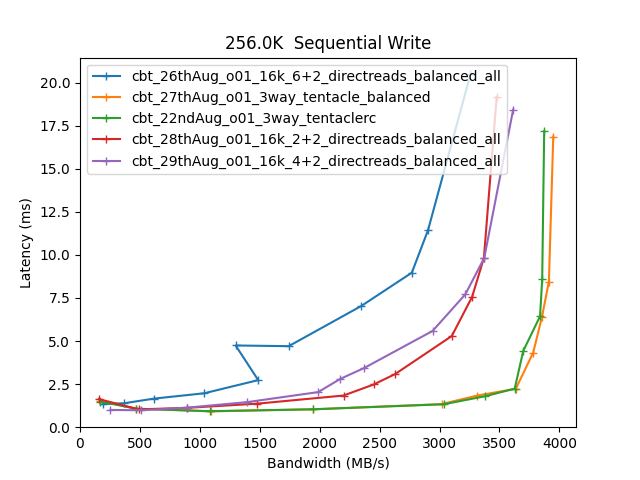 256.0K  Sequential Write
cbt_26thAug_o01_16k_6+2_directreads_balanced_all
cbt_27thAug_o01_3way_tentacle_balanced
cbt_22ndAug_o01_3way_tentaclerc
cbt_28thAug_o01_16k_2+2_directreads_balanced_all
cbt_29thAug_o01_16k_4+2_directreads_balanced_all
Latency (ms)
20.0
17.5
15.0
12.5
10.0
7.5
5.0
2.5
0.0
0 500 1000 1500 2000 2500 3000 3500 4000
Bandwidth (MB/s)